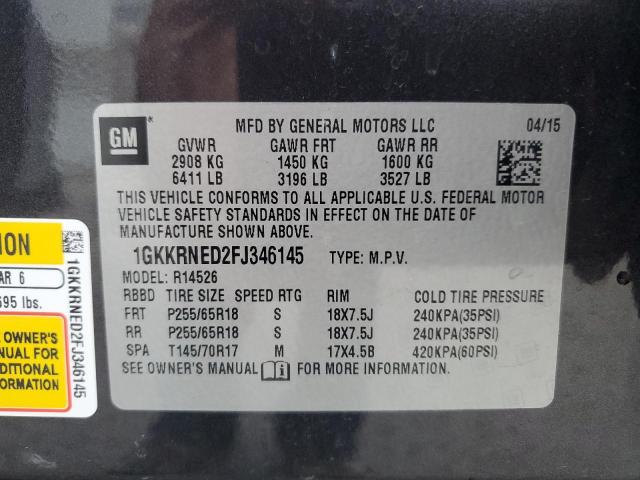 GM
MFD BY GENERAL MOTORS LLC 04/15
GVWR GAWR FRT GAWR RR
2908 KG 1450 KG 1600 KG
6411 LB 3196 LB 3527 LB
THIS VEHICLE CONFORMS TO ALL APPLICABLE U.S. FEDERAL MOTOR
VEHICLE SAFETY STANDARDS IN EFFECT ON THE DATE OF
MANUFACTURE SHOWN ABOVE.
1GKKRNED2FJ346145 TYPE: M.P.V.
MODEL: R14526
RBBD TIRE SIZE SPEED RTG RIM COLD TIRE PRESSURE
FRT P255/65R18 S 18X7.5J 240KPA(35PSI)
RR P255/65R18 S 18X7.5J 240KPA(35PSI)
SPA T145/70R17 M 17X4.5B 420KPA(60PSI)
SEE OWNER'S MANUAL FOR MORE INFORMATION.
ION
AR 6
695 lbs.
OWNER'S
NUAL FOR
DITIONAL
ORMATION
1GKKRNED2FJ346145